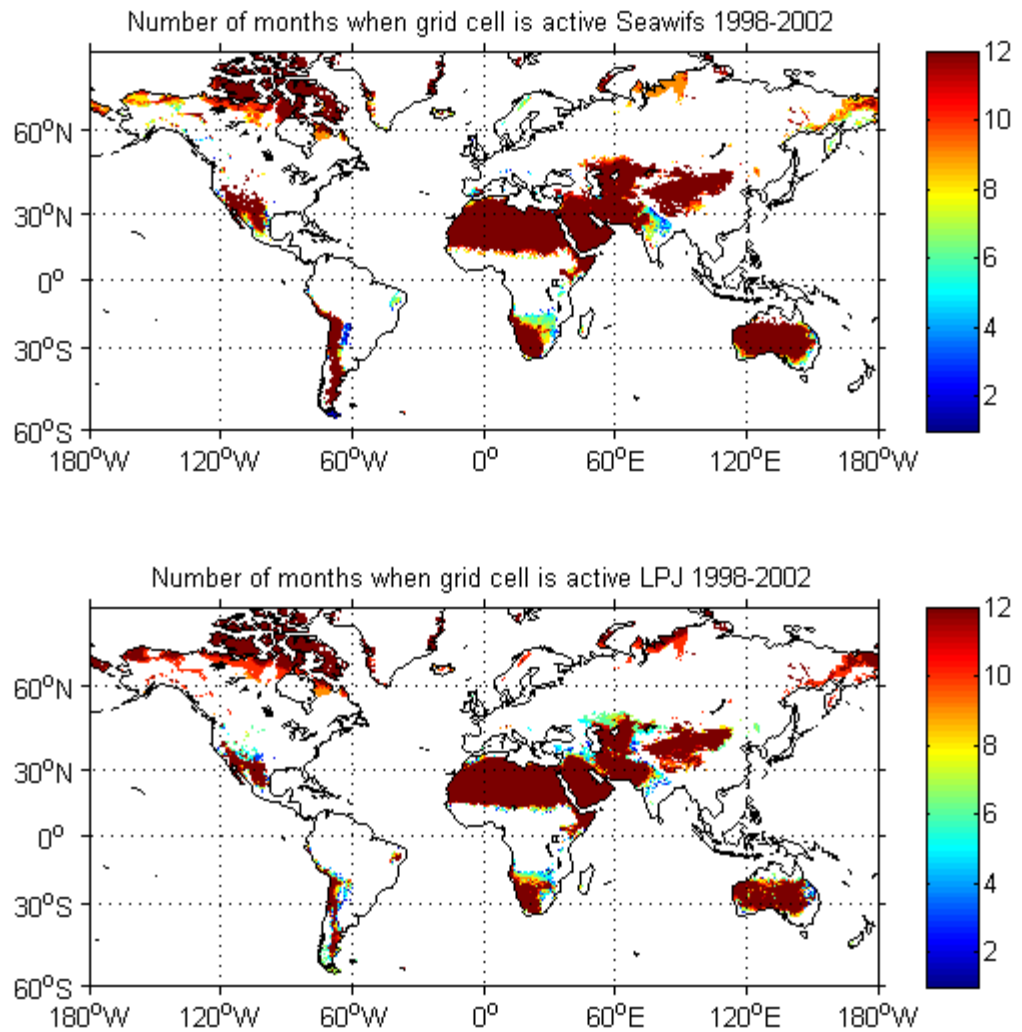 Number of months when grid cell is active Seawifs 1998-2002
60°N
30°N
0°
30°S
60°S
180°W 120°W 60°W 0° 60°E 120°E 180°W
12
10
8
6
4
2
Number of months when grid cell is active LPJ 1998-2002
60°N
30°N
0°
30°S
60°S
180°W 120°W 60°W 0° 60°E 120°E 180°W
12
10
8
6
4
2